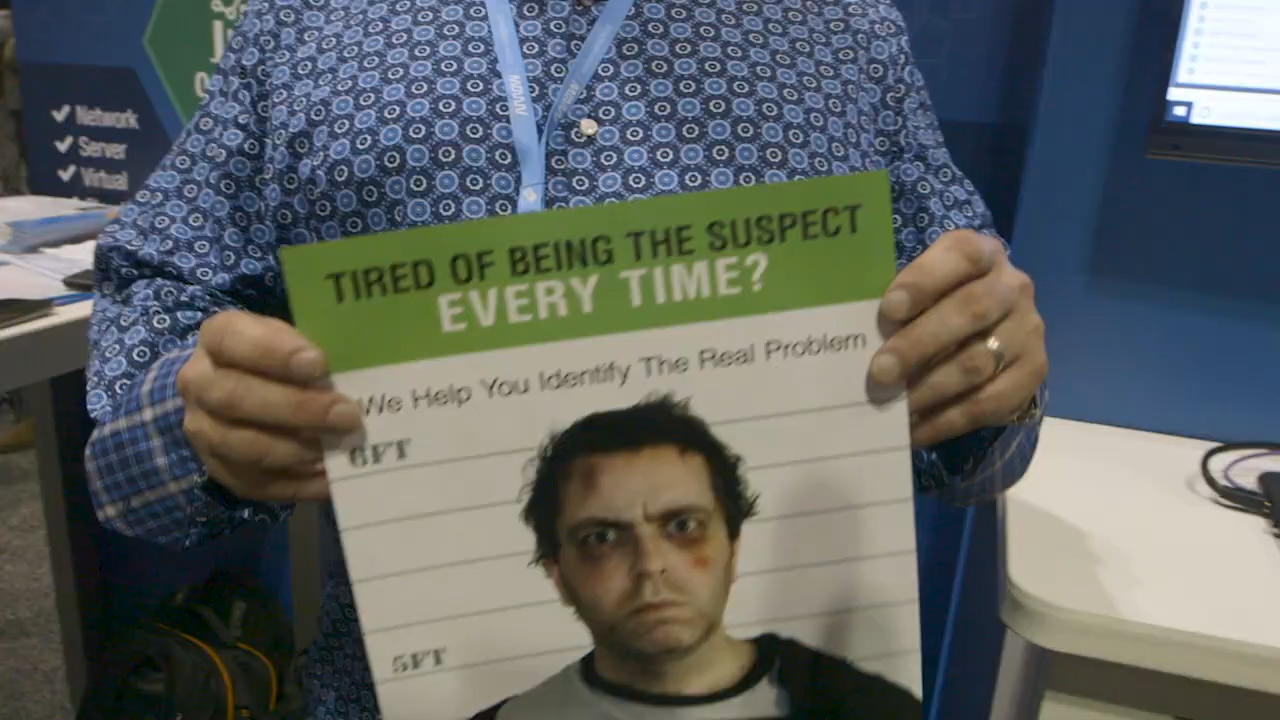 Network
Server
Virtual
TIRED OF BEING THE SUSPECT
EVERY TIME?
We Help You Identify The Real Problem
6FT
5FT